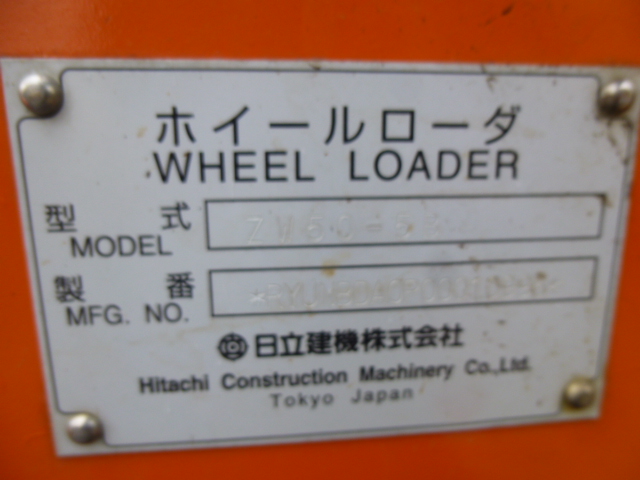 ホイールローダ
WHEEL LOADER
型式
MODEL
製番
MFG. NO.
日立建機株式会社
Hitachi Construction Machinery Co.,Ltd.
Tokyo Japan